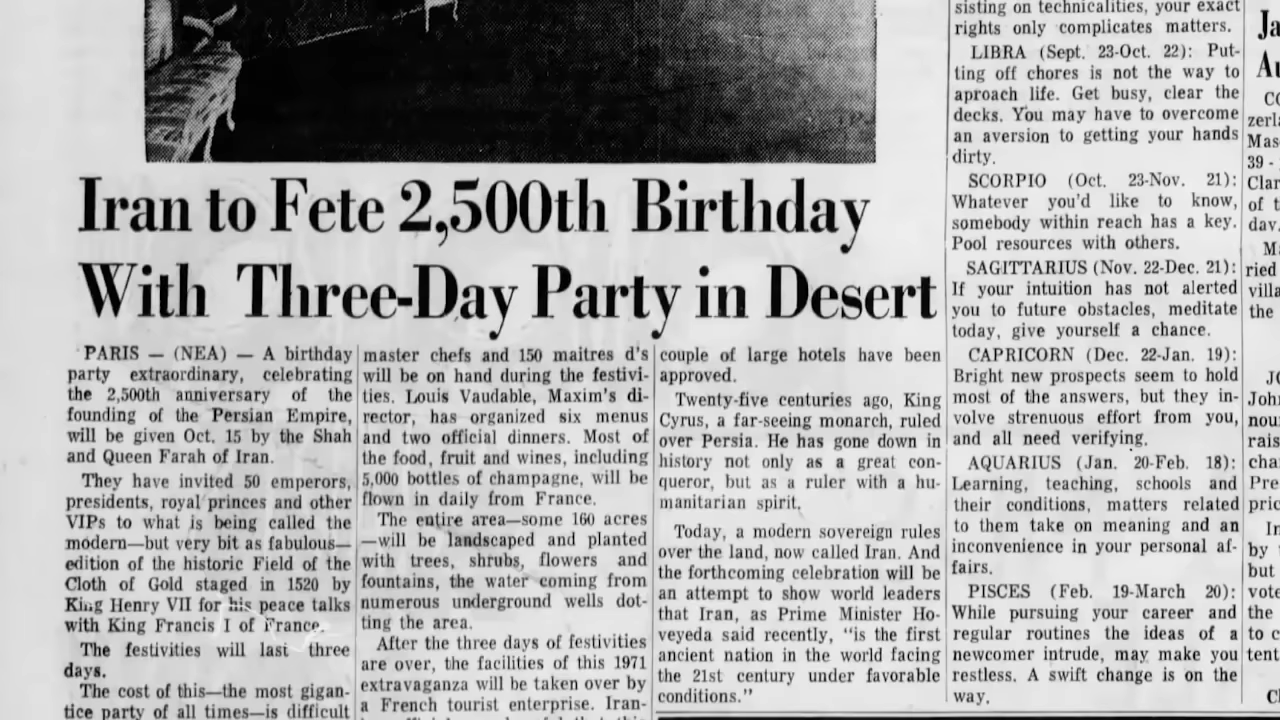 Iran to Fete 2,500th Birthday
With Three-Day Party in Desert
PARIS — (NEA) — A birthday
party extraordinary, celebrating
the 2,500th anniversary of the
founding of the Persian Empire,
will be given Oct. 15 by the Shah
and Queen Farah of Iran.
They have invited 50 emperors,
presidents, royal princes and other
VIPs to what is being called the
modern—but very bit as fabulous—
edition of the historic Field of the
Cloth of Gold staged in 1520 by
King Henry VII for his peace talks
with King Francis I of France.
The festivities will last three
days.
The cost of this—the most gigan-
tice party of all times—is difficult
master chefs and 150 maitres d's
will be on hand during the festivi-
ties. Louis Vaudable, Maxim's di-
rector, has organized six menus
and two official dinners. Most of
the food, fruit and wines, including
5,000 bottles of champagne, will be
flown in daily from France.
The entire area—some 160 acres
—will be landscaped and planted
with trees, shrubs, flowers and
fountains, the water coming from
numerous underground wells dot-
ting the area.
After the three days of festivities
are over, the facilities of this 1971
extravaganza will be taken over by
a French tourist enterprise. Iran-
couple of large hotels have been
approved.
Twenty-five centuries ago, King
Cyrus, a far-seeing monarch, ruled
over Persia. He has gone down in
history not only as a great con-
queror, but as a ruler with a hu-
manitarian spirit.
Today, a modern sovereign rules
over the land, now called Iran. And
the forthcoming celebration will be
an attempt to show world leaders
that Iran, as Prime Minister Ho-
veyeda said recently, "is the first
ancient nation in the world facing
the 21st century under favorable
conditions."
sisting on technicalities, your exact
rights only complicates matters.
LIBRA (Sept. 23-Oct. 22): Put-
ting off chores is not the way to
aproach life. Get busy, clear the
decks. You may have to overcome
an aversion to getting your hands
dirty.
SCORPIO (Oct. 23-Nov. 21):
Whatever you'd like to know,
somebody within reach has a key.
Pool resources with others.
SAGITTARIUS (Nov. 22-Dec. 21):
If your intuition has not alerted
you to future obstacles, meditate
today, give yourself a chance.
CAPRICORN (Dec. 22-Jan. 19):
Bright new prospects seem to hold
most of the answers, but they in-
volve strenuous effort from you,
and all need verifying.
AQUARIUS (Jan. 20-Feb. 18):
Learning, teaching, schools and
their conditions, matters related
to them take on meaning and an
inconvenience in your personal af-
fairs.
PISCES (Feb. 19-March 20):
While pursuing your career and
regular routines the ideas of a
newcomer intrude, may make you
restless. A swift change is on the
way.